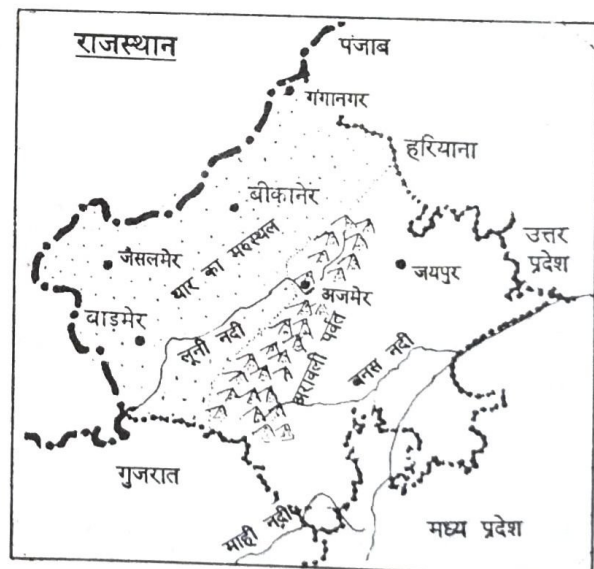 राजस्थान
पंजाब
गंगानगर
हरियाणा
बीकानेर
उत्तर
प्रदेश
जैसलमेर
थार का मरुस्थल
जयपुर
अजमेर
बाड़मेर
लूनी नदी
अरावली पर्वत
बनस नदी
गुजरात
माही नदी
मध्य प्रदेश